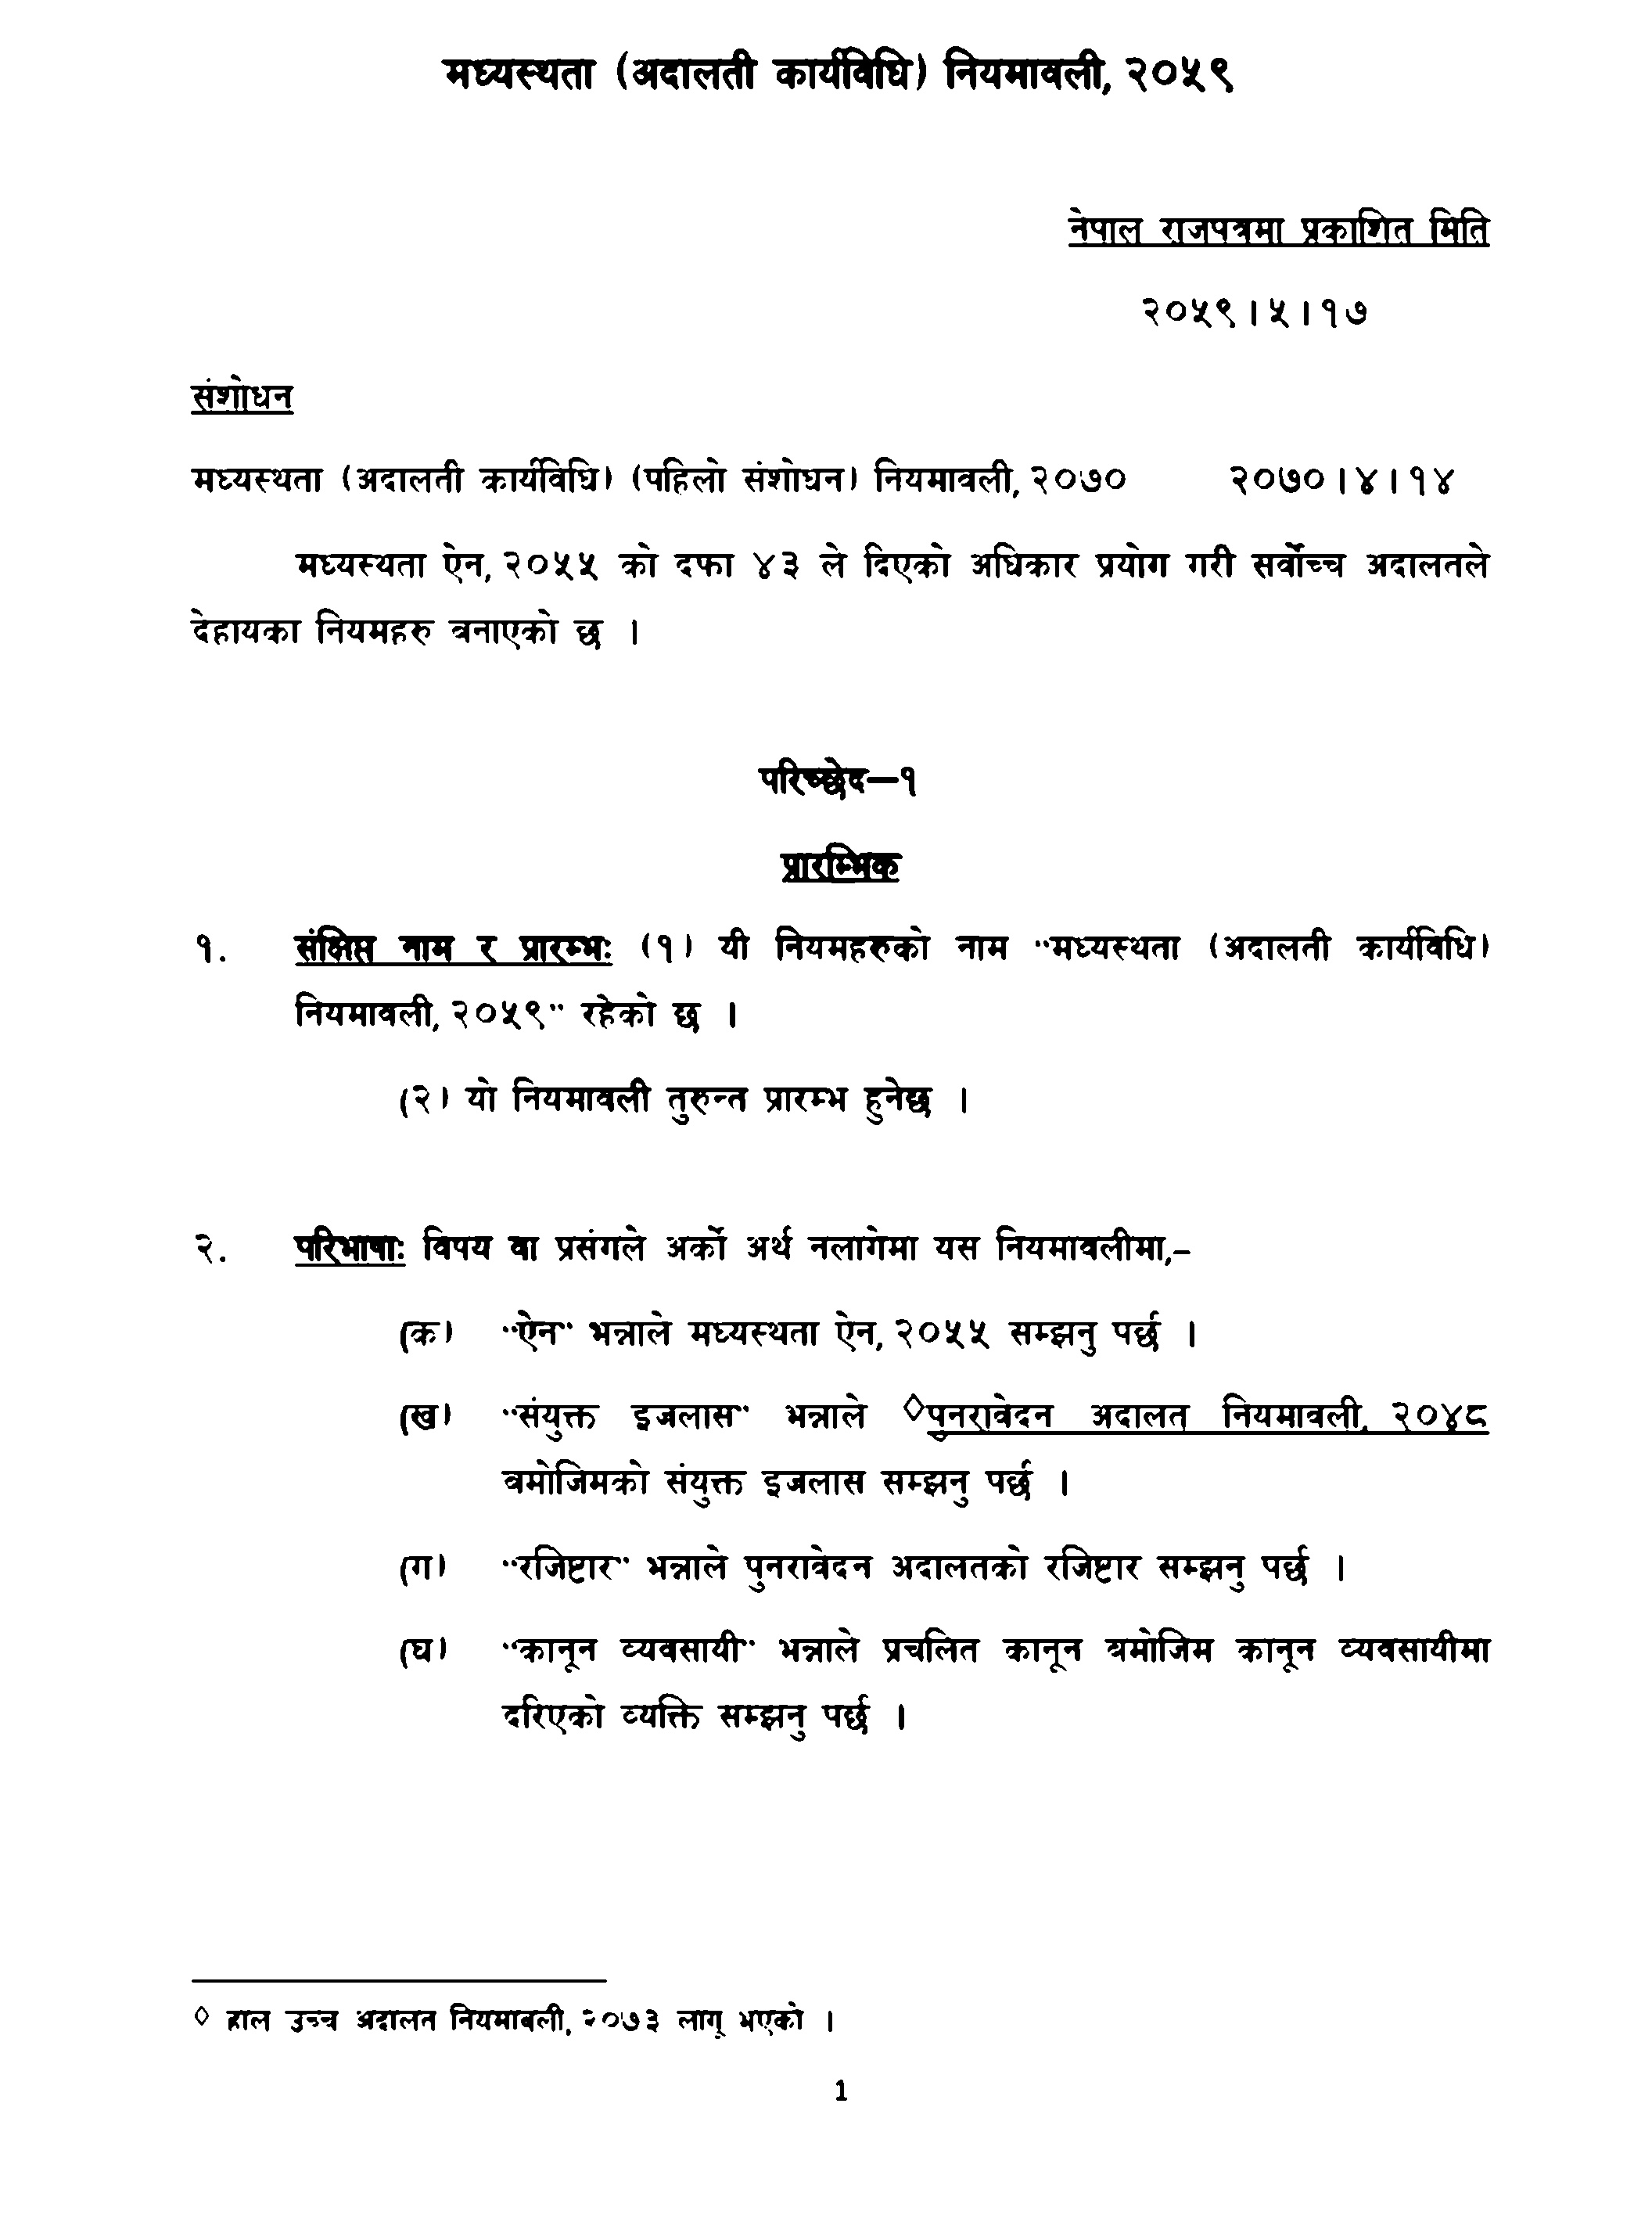 मध्यस्थता (अदालती कार्यविधि) नियमावली, २०५९
नेपाल राजपत्रमा प्रकाशित मिति
२०५९।५।१७
संशोधन
मध्यस्थता (अदालती कार्यविधि) (पहिलो संशोधन) नियमावली, २०७० २०७०।४।१४
मध्यस्थता ऐन, २०५५ को दफा ४३ ले दिएको अधिकार प्रयोग गरी सर्वोच्च अदालतले
देहायका नियमहरु बनाएको छ ।
परिच्छेद–१
प्रारम्भिक
१. संक्षिप्त नाम र प्रारम्भः (१) यी नियमहरुको नाम "मध्यस्थता (अदालती कार्यविधि)
नियमावली, २०५९" रहेको छ ।
(२) यो नियमावली तुरुन्त प्रारम्भ हुनेछ ।
२. परिभाषाः विषय वा प्रसंगले अर्को अर्थ नलागेमा यस नियमावलीमा,–
(क) "ऐन" भन्नाले मध्यस्थता ऐन, २०५५ सम्झनु पर्छ ।
(ख) "संयुक्त इजलास" भन्नाले ◊पुनरावेदन अदालत नियमावली, २०४८
बमोजिमको संयुक्त इजलास सम्झनु पर्छ ।
(ग) "रजिष्टार" भन्नाले पुनरावेदन अदालतको रजिष्टार सम्झनु पर्छ ।
(घ) "कानून व्यवसायी" भन्नाले प्रचलित कानून बमोजिम कानून व्यवसायीमा
दरिएको व्यक्ति सम्झनु पर्छ ।
◊ हाल उच्च अदालत नियमावली, २०७३ लागू भएको ।
1